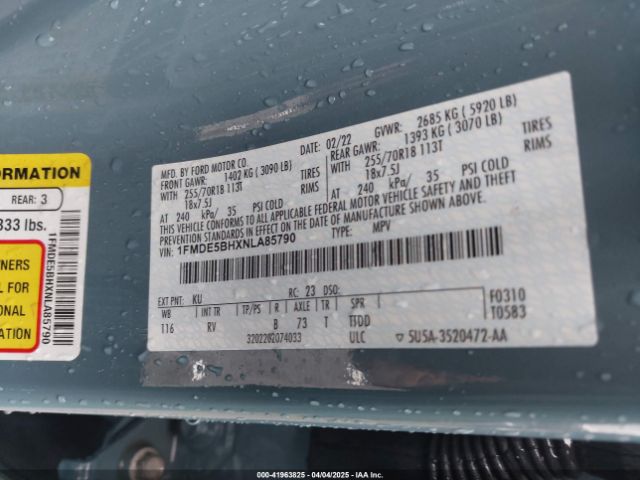 ORMATION
REAR: 3
833 lbs.
1FMDE5BHXNLA85790
WNERS
L FOR
ONAL
ON
MFD. BY FORD MOTOR CO.
DATE: 02/22
GVWR: 2685 KG ( 5920 LB)
FRONT GAWR: 1402 KG ( 3090 LB)
REAR GAWR: 1393 KG ( 3070 LB)
WITH 255/70R18 113T TIRES
WITH 255/70R18 113T TIRES
18x7.5J RIMS
18x7.5J RIMS
AT 240 kPa/ 35 PSI COLD
AT 240 kPa/ 35 PSI COLD
THIS VEHICLE CONFORMS TO ALL APPLICABLE FEDERAL MOTOR VEHICLE SAFETY AND THEFT
PREVENTION STANDARDS IN EFFECT ON THE DATE OF MANUFACTURE SHOWN ABOVE.
VIN: 1FMDE5BHXNLA85790
TYPE: MPV
EXT PNT: KU RC: 23 DSO:
WB INT TR TP/PS R AXLE TR SPR
116 RV B 73 T TTDD
F0310
T0583
3202202074033 ULC
5U5A-3520472-AA
000-41963825 - 04/04/2025 - IAA Inc.